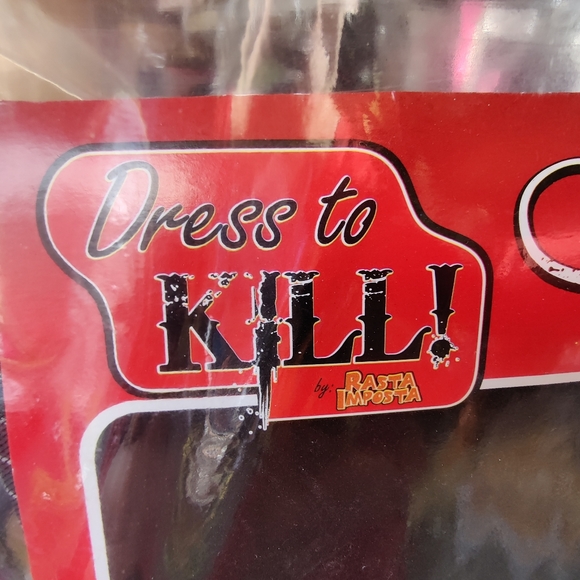 Dress to
KILL!
by: RASTA
IMPOSTA